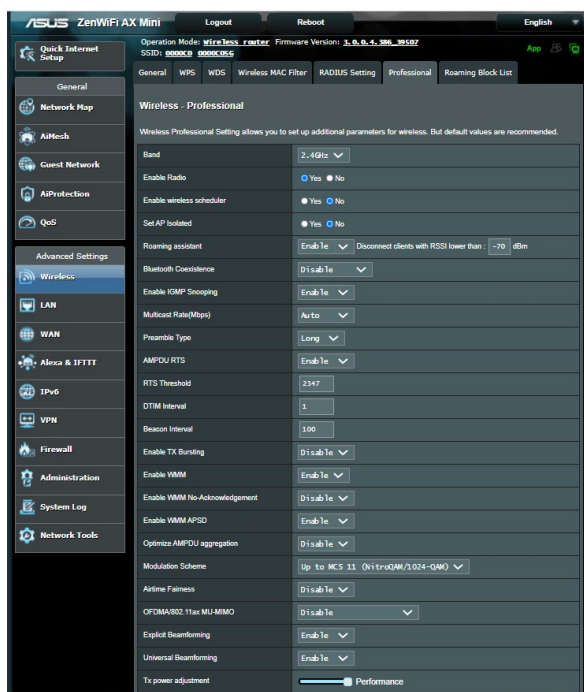 ASUS ZenWiFi AX Mini Logout Reboot English
Operation Mode: Wireless router Firmware Version: 3.0.0.4.386_39507
SSID: 0000C0 0000C05G
App
Quick Internet
Setup
General WPS WDS Wireless MAC Filter RADIUS Setting Professional Roaming Block List
General
Network Map
AiMesh
Guest Network
AiProtection
QoS
Advanced Settings
Wireless
LAN
WAN
Alexa & IFTTT
IPv6
VPN
Firewall
Administration
System Log
Network Tools
Wireless - Professional
Wireless Professional Setting allows you to set up additional parameters for wireless. But default values are recommended.
Band 2.4GHz
Enable Radio Yes No
Enable wireless scheduler Yes No
Set AP Isolated Yes No
Roaming assistant Enable Disconnect clients with RSSI lower than : -70 dBm
Bluetooth Coexistence Disable
Enable IGMP Snooping Enable
Multicast Rate(Mbps) Auto
Preamble Type Long
AMPDU RTS Enable
RTS Threshold 2347
DTIM Interval 1
Beacon Interval 100
Enable TX Bursting Disable
Enable WMM Enable
Enable WMM No-Acknowledgement Disable
Enable WMM APSD Enable
Optimize AMPDU aggregation Disable
Modulation Scheme Up to MCS 11 (NitroQAM/1024-QAM)
Airtime Fairness Disable
OFDMA/802.11ax MU-MIMO Disable
Explicit Beamforming Enable
Universal Beamforming Enable
Tx power adjustment Performance